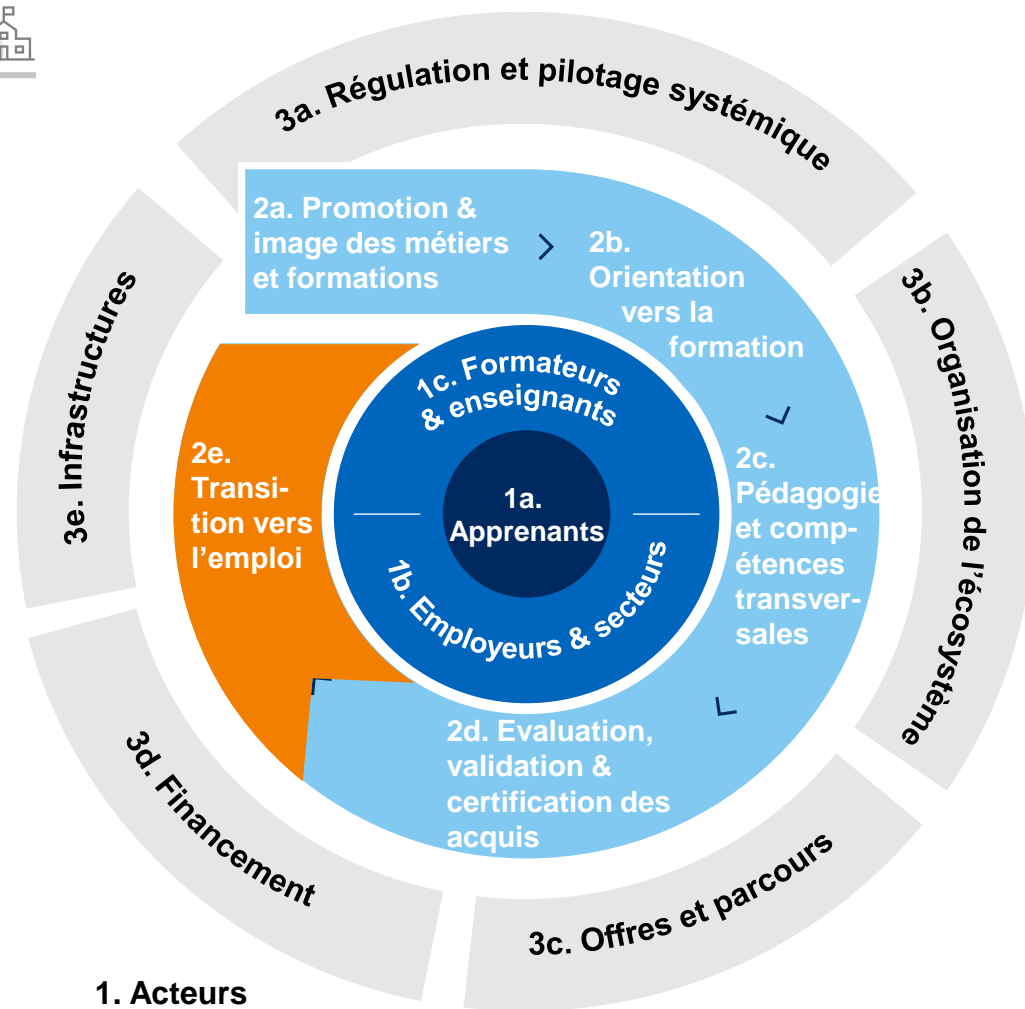 3a. Régulation et pilotage systémique
2a. Promotion &
image des métiers
et formations
2b.
Orientation
vers la
formation
3b. Organisation de l'écosystème
3e. Infrastructures
1c. Formateurs
& enseignants
2e.
Transi-
tion vers
l’emploi
1a.
Apprenants
2c.
Pédagogie
et comp-
étences
transver-
sales
1b. Employeurs & secteurs
2d. Evaluation,
validation &
certification des
acquis
3d. Financement
3c. Offres et parcours
1. Acteurs